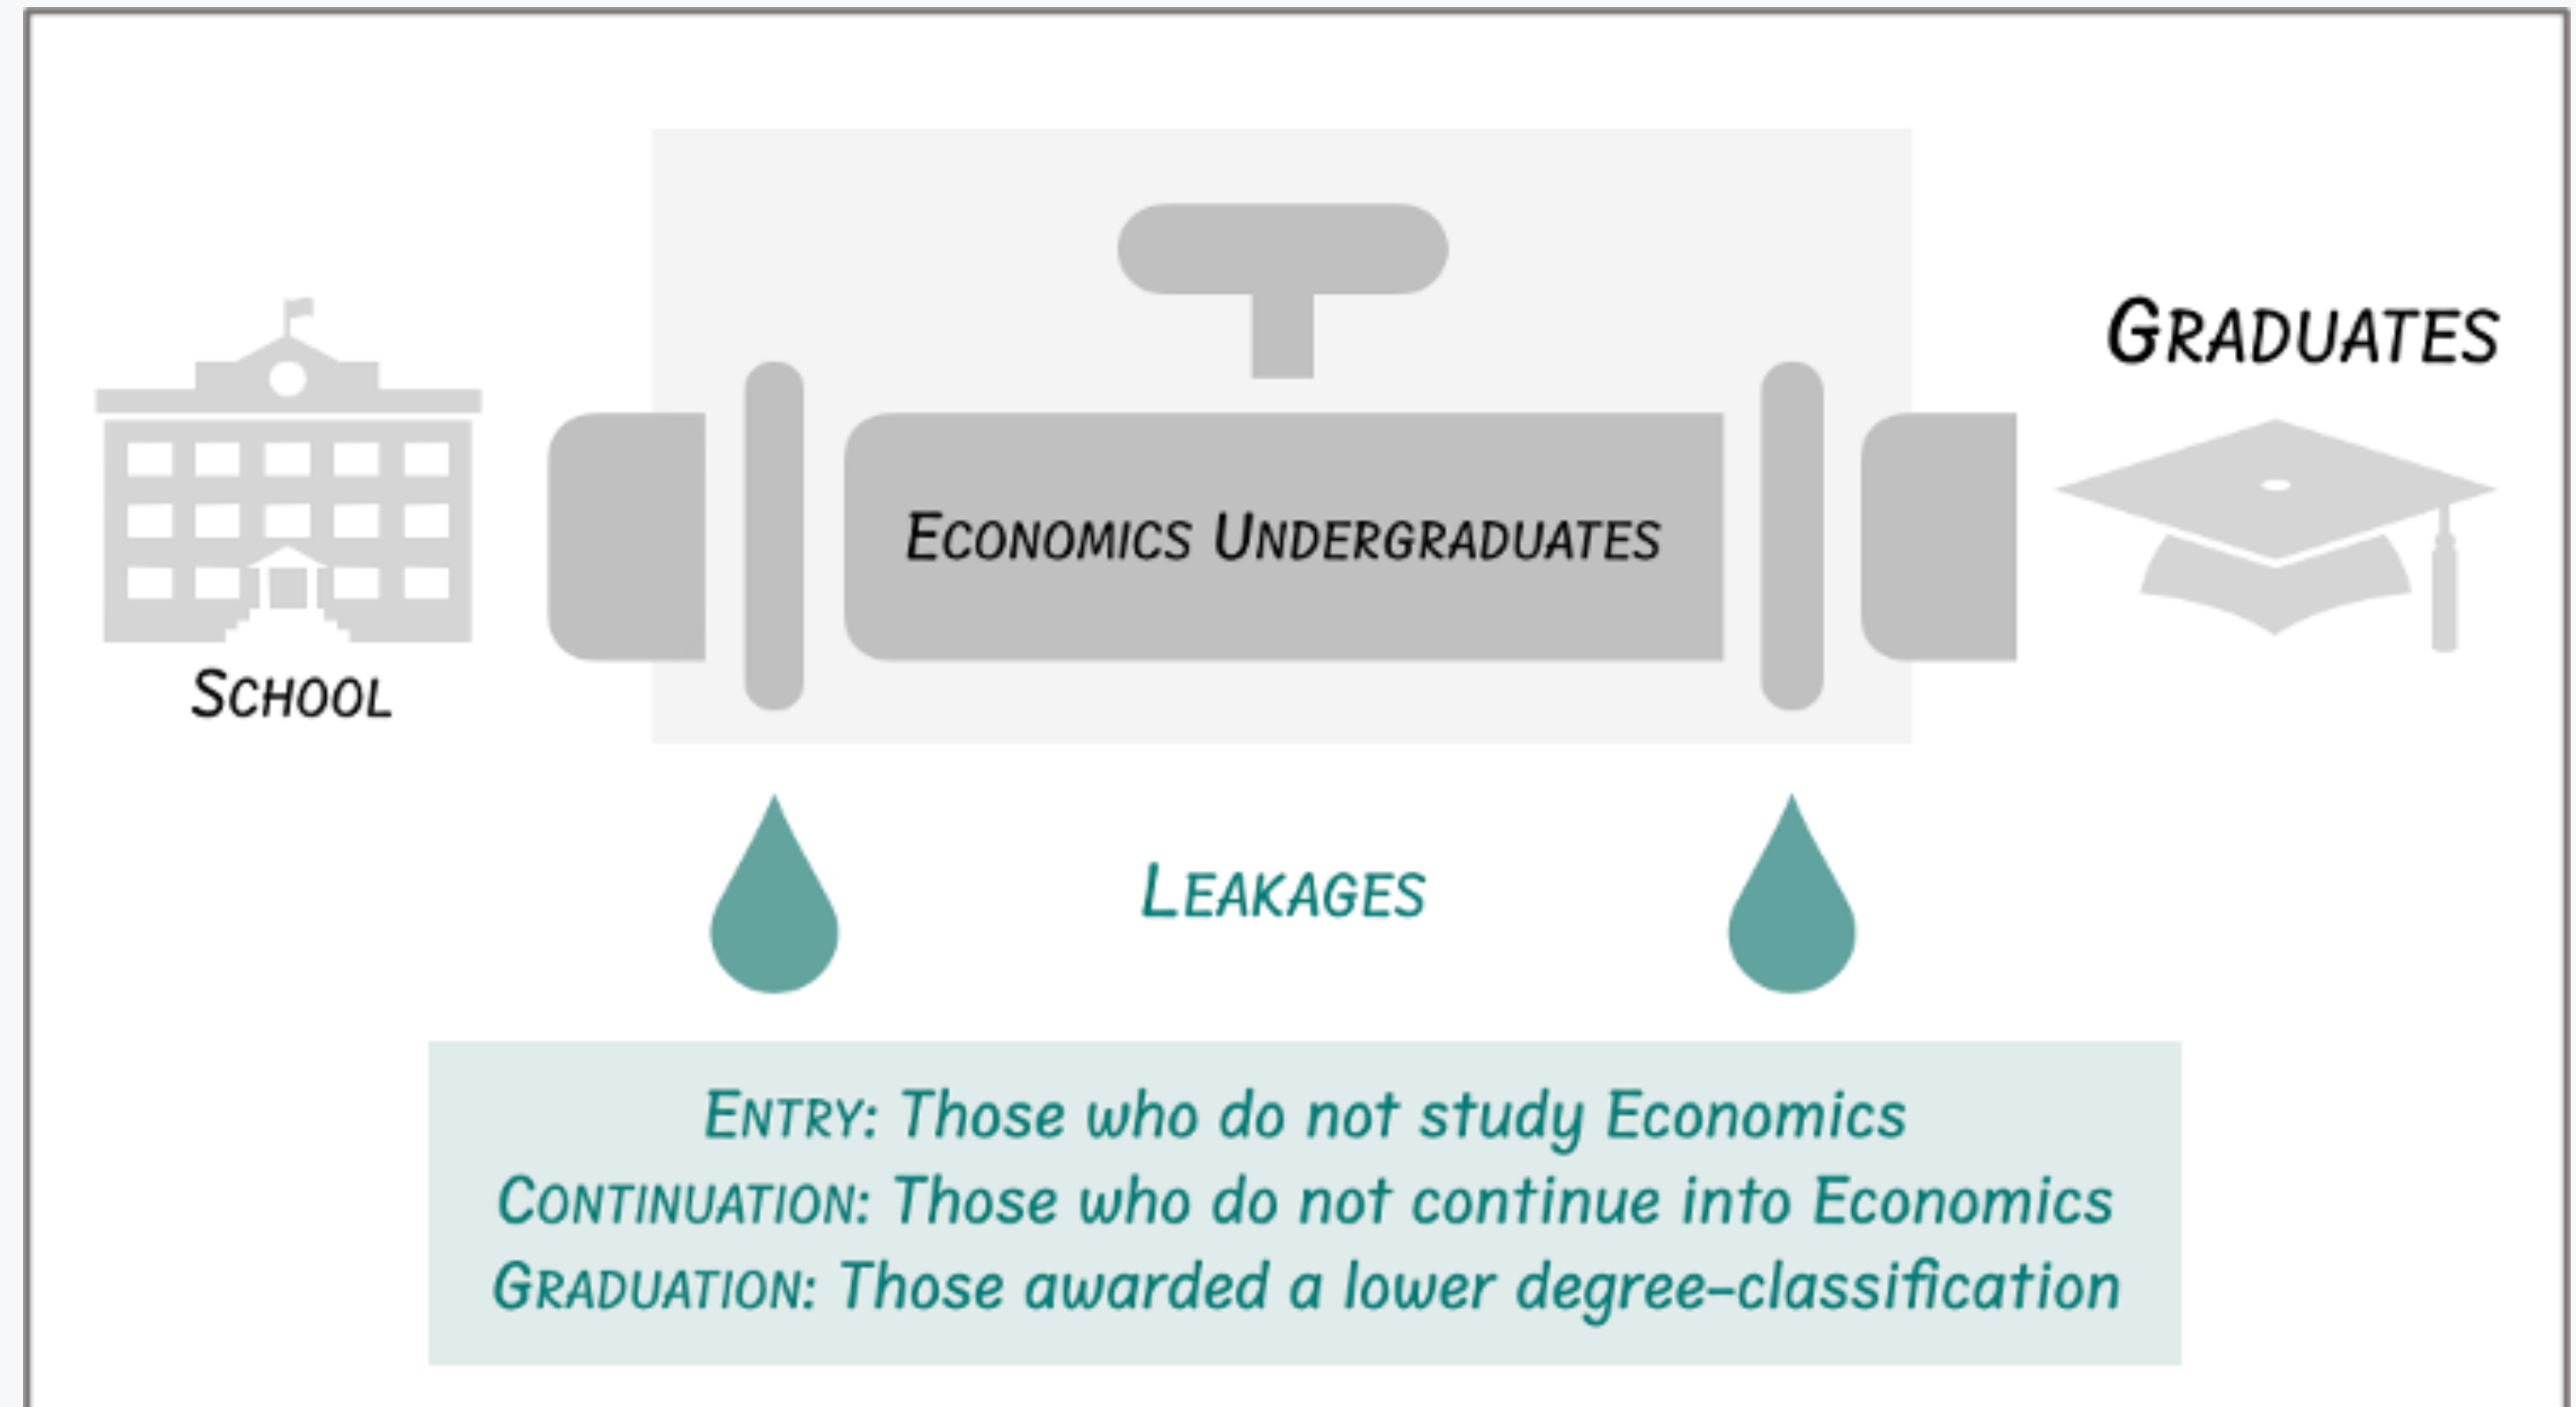 GRADUATES
ECONOMICS UNDERGRADUATES
SCHOOL
LEAKAGES
ENTRY: Those who do not study Economics
CONTINUATION: Those who do not continue into Economics
GRADUATION: Those awarded a lower degree-classification